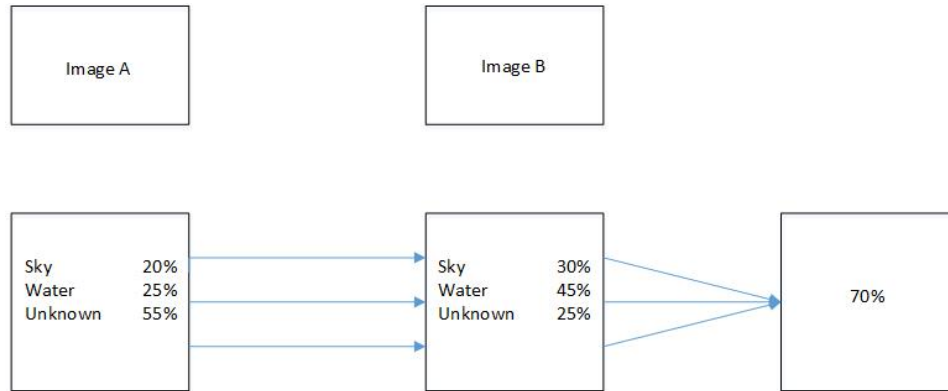 Image A
Image B
Sky 20%
Water 25%
Unknown 55%
Sky 30%
Water 45%
Unknown 25%
70%